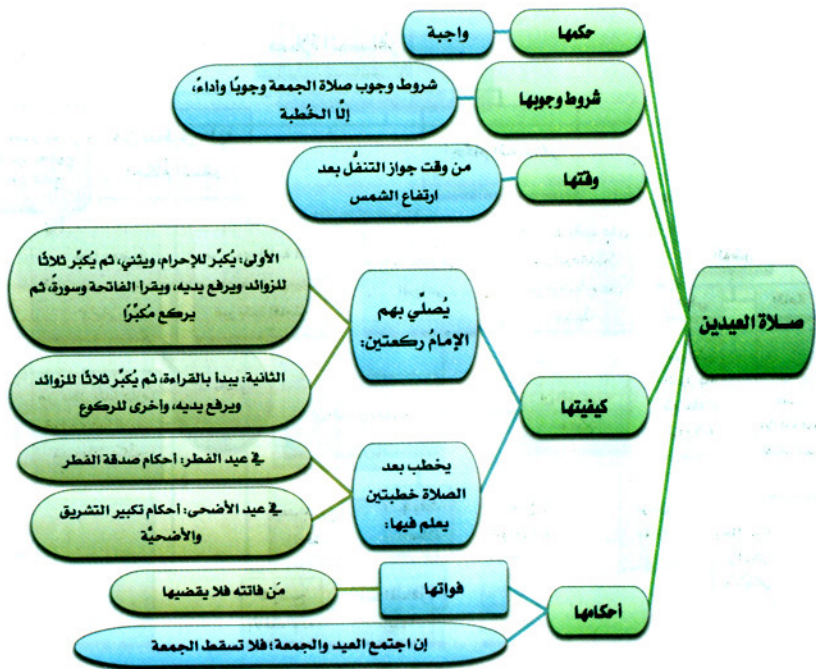 صلاة العيدين
حكمها
واجبة
شروط وجوبها
شروط وجوب صلاة الجمعة وجوبًا وأداءً،
إلَّا الخُطبة
وقتها
من وقت جواز التنفُّل بعد
ارتفاع الشمس
كيفيتها
يُصلِّي بهم
الإمامُ ركعتين:
الأولى: يُكبِّر للإحرام، ويثني، ثم يُكبِّر ثلاثًا
للزوائد ويرفع يديه، ويقرأ الفاتحة وسورةً، ثم
يركع مُكبِّرًا
الثانية: يبدأ بالقراءة، ثم يُكبِّر ثلاثًا للزوائد
ويرفع يديه، وأخرى للركوع
يخطب بعد
الصلاة خطبتين
يعلم فيها:
في عيد الفطر: أحكام صدقة الفطر
في عيد الأضحى: أحكام تكبير التشريق
والأضحيَّة
أحكامها
فواتها
مَن فاتته فلا يقضيها
إن اجتمع العيد والجمعة؛ فلا تسقط الجمعة